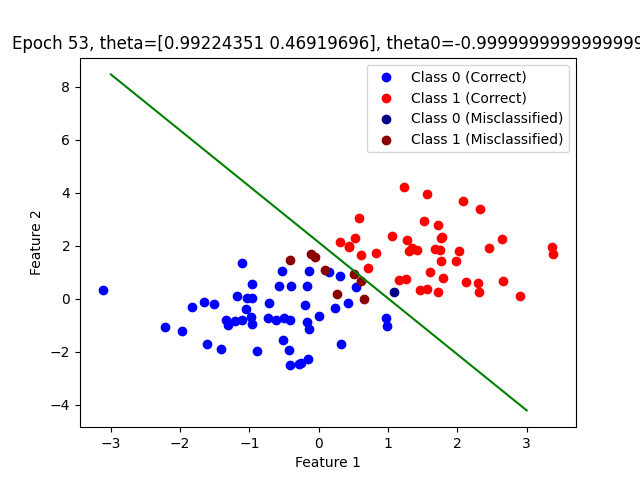 Epoch 53, theta=[0.99224351 0.46919696], theta0=-0.9999999999999999
Class 0 (Correct)
Class 1 (Correct)
Class 0 (Misclassified)
Class 1 (Misclassified)
8
6
4
2
0
−2
−4
Feature 2
−3 −2 −1 0 1 2 3
Feature 1